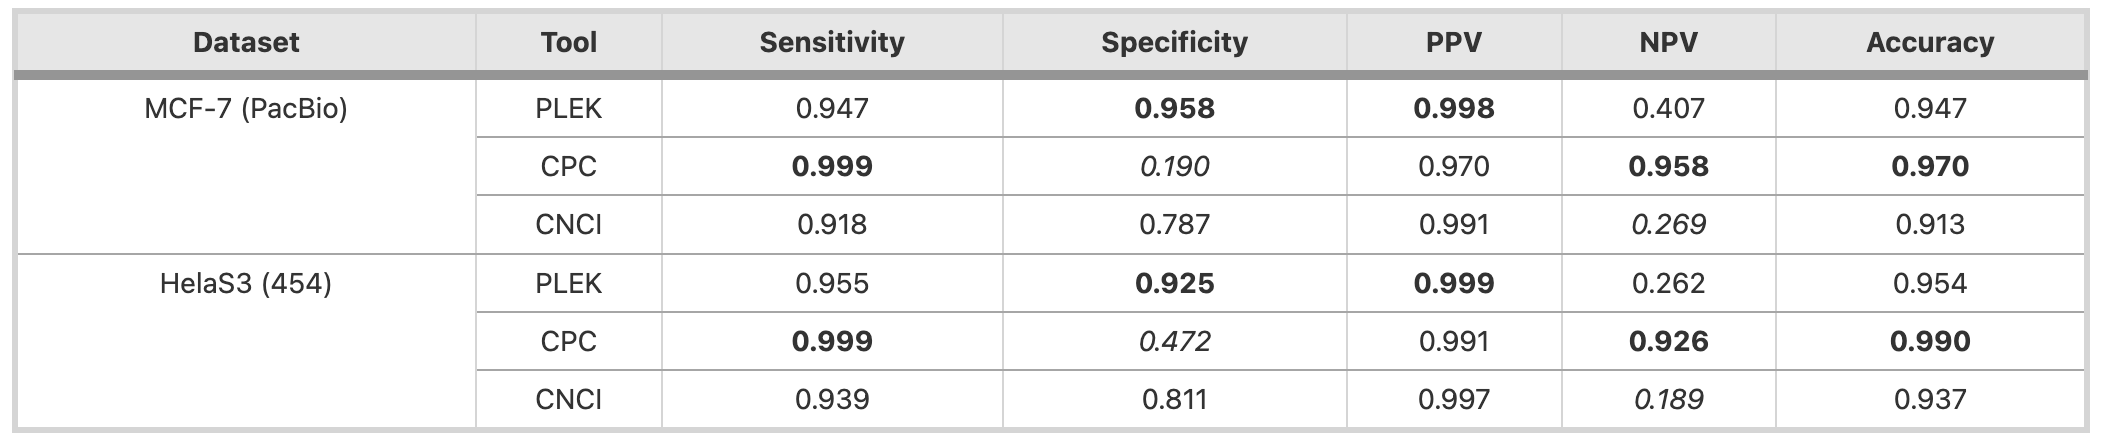 Dataset Tool Sensitivity Specificity PPV NPV Accuracy
MCF-7 (PacBio) PLEK 0.947 0.958 0.998 0.407 0.947
CPC 0.999 0.190 0.970 0.958 0.970
CNCI 0.918 0.787 0.991 0.269 0.913
HelaS3 (454) PLEK 0.955 0.925 0.999 0.262 0.954
CPC 0.999 0.472 0.991 0.926 0.990
CNCI 0.939 0.811 0.997 0.189 0.937